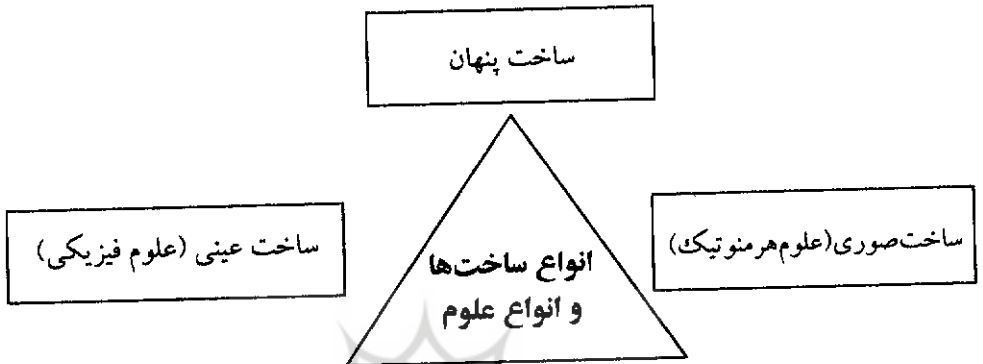 ساخت پنهان
ساخت‌صوری(علوم‌هرمنوتیک)
ساخت عینی (علوم فیزیکی)
انواع ساخت‌ها
و انواع علوم